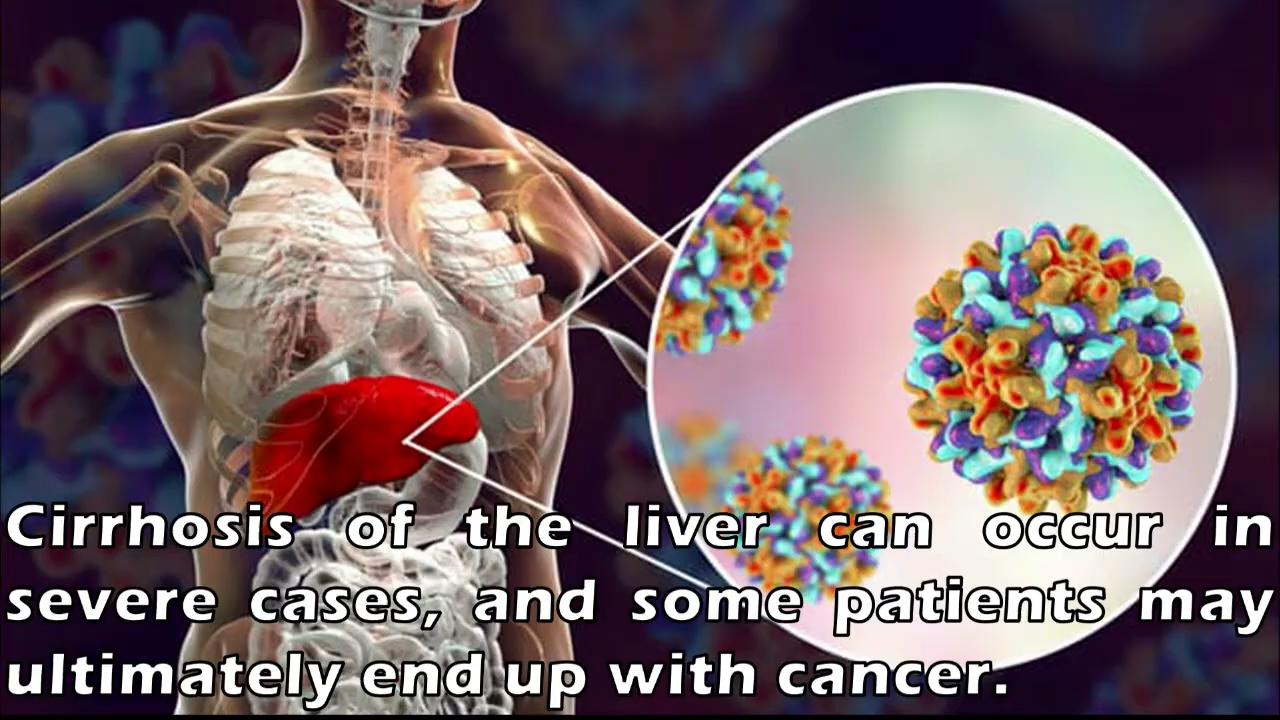 Cirrhosis of the liver can occur in
severe cases, and some patients may
ultimately end up with cancer.